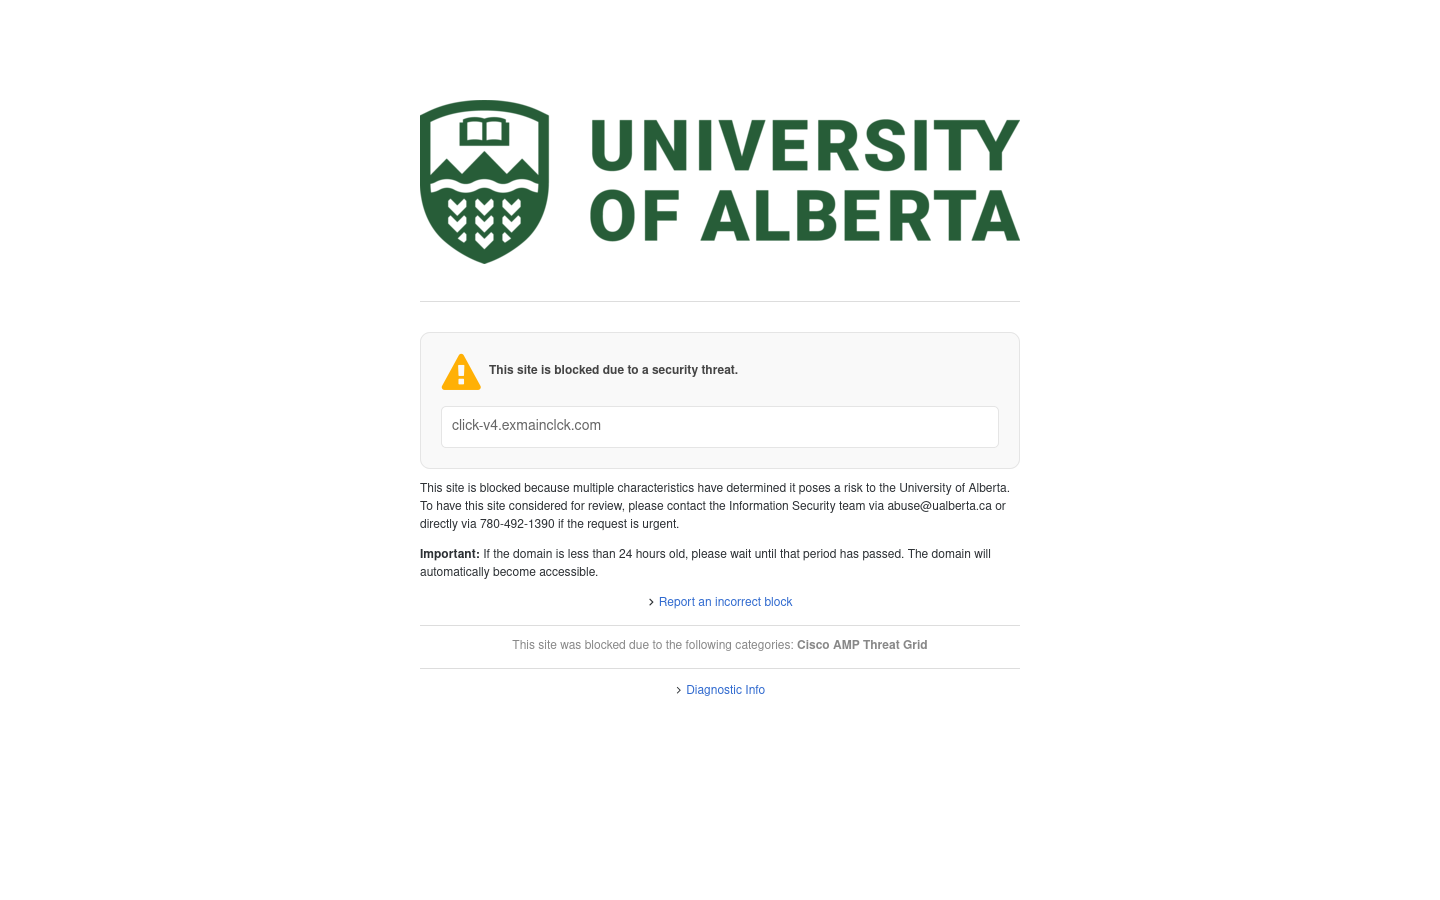 UNIVERSITY
OF ALBERTA
This site is blocked due to a security threat.
click-v4.exmainclck.com
This site is blocked because multiple characteristics have determined it poses a risk to the University of Alberta.
To have this site considered for review, please contact the Information Security team via abuse@ualberta.ca or
directly via 780-492-1390 if the request is urgent.
Important: If the domain is less than 24 hours old, please wait until that period has passed. The domain will
automatically become accessible.
Report an incorrect block
This site was blocked due to the following categories: Cisco AMP Threat Grid
Diagnostic Info